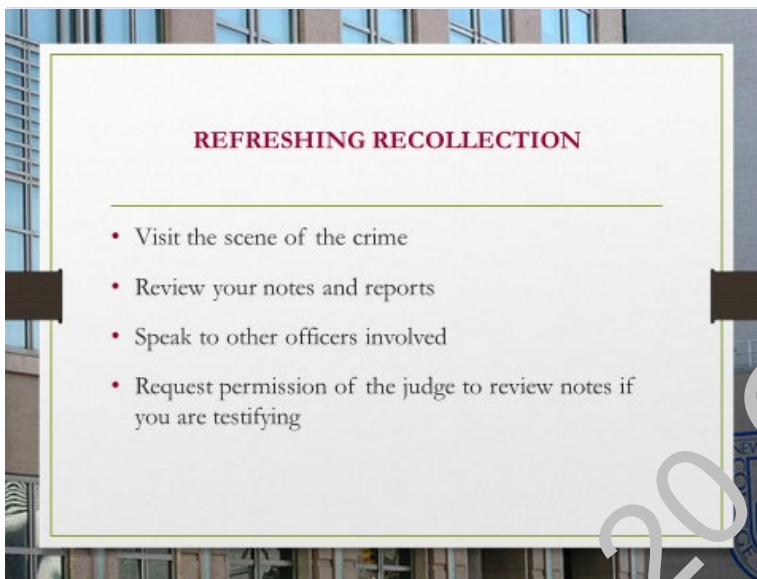 REFRESHING RECOLLECTION
• Visit the scene of the crime
• Review your notes and reports
• Speak to other officers involved
• Request permission of the judge to review notes if
you are testifying
20